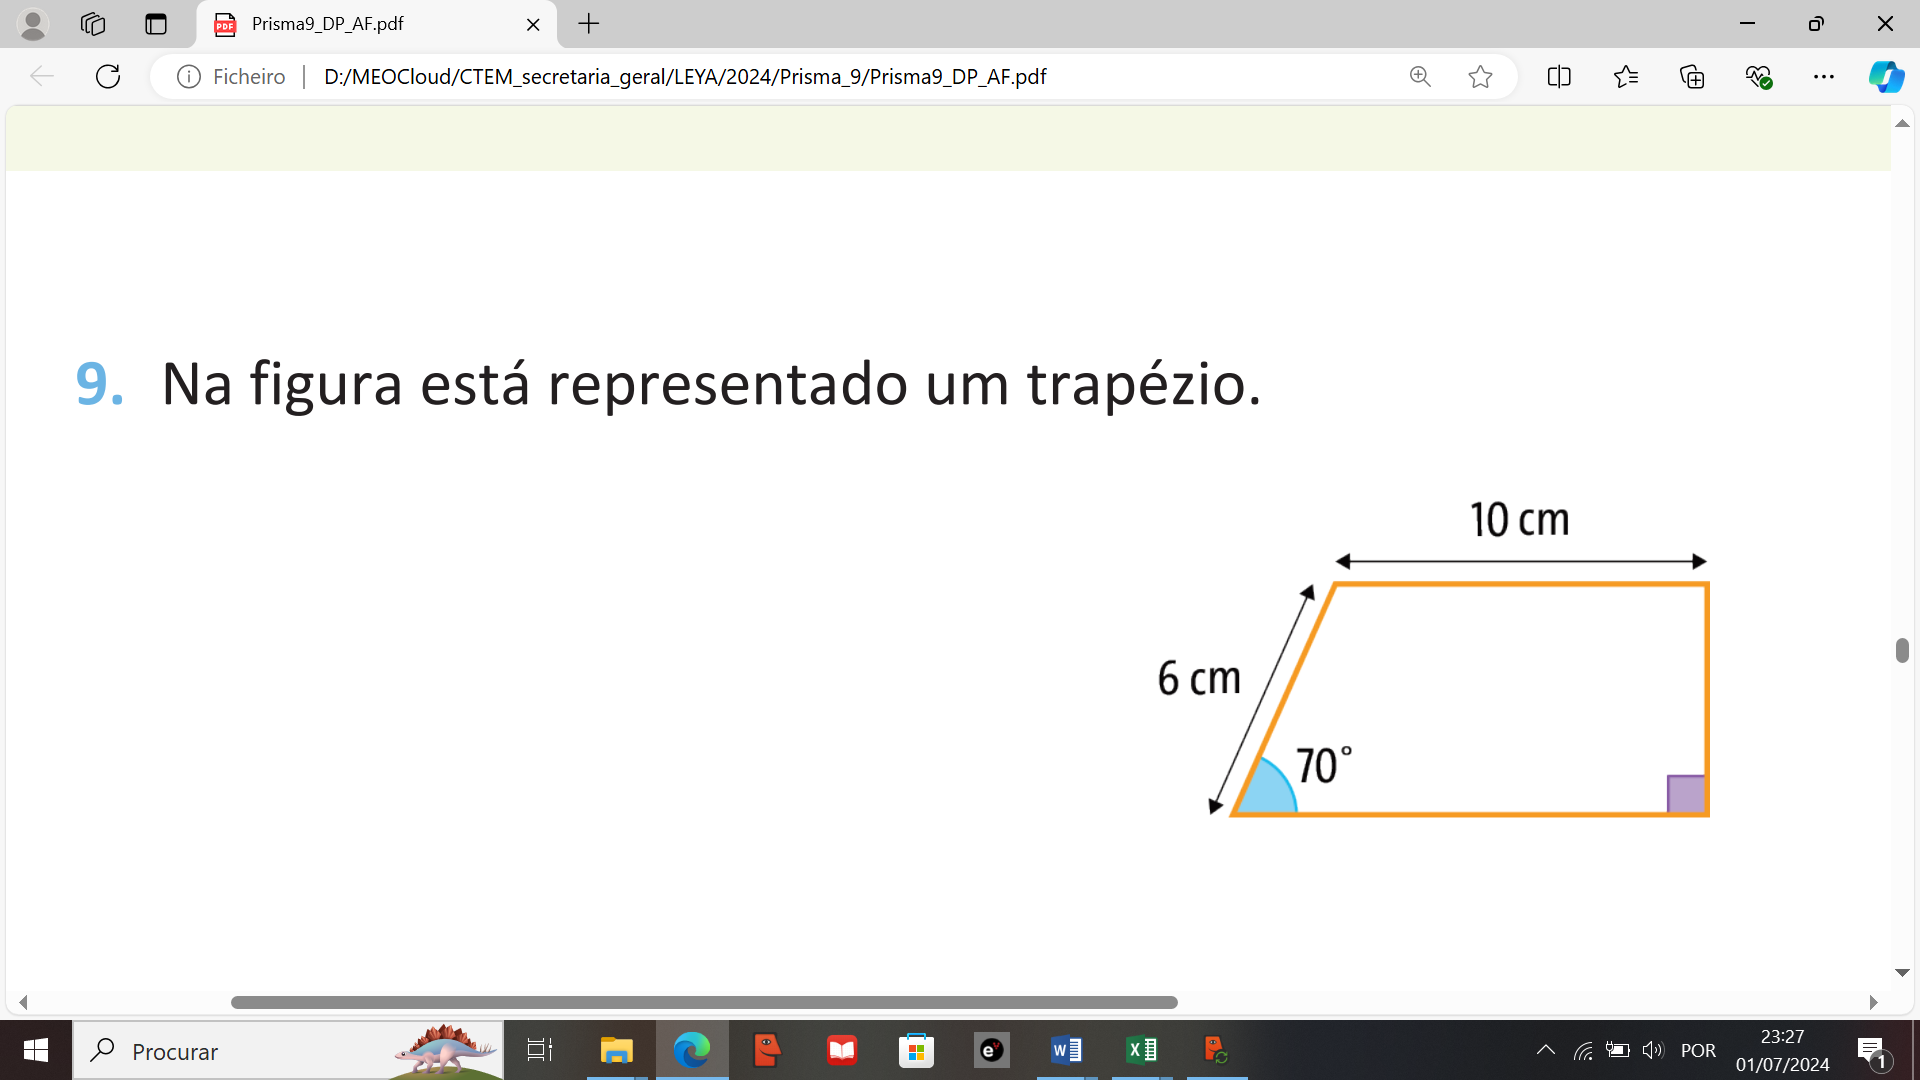 Prisma9_DP_AF.pdf
Ficheiro
D:/MEOCloud/CTEM_secretaria_geral/LEYA/2024/Prisma_9/Prisma9_DP_AF.pdf
9. Na figura está representado um trapézio.
10 cm
6 cm
70°
Procurar
POR
23:27
01/07/2024
1